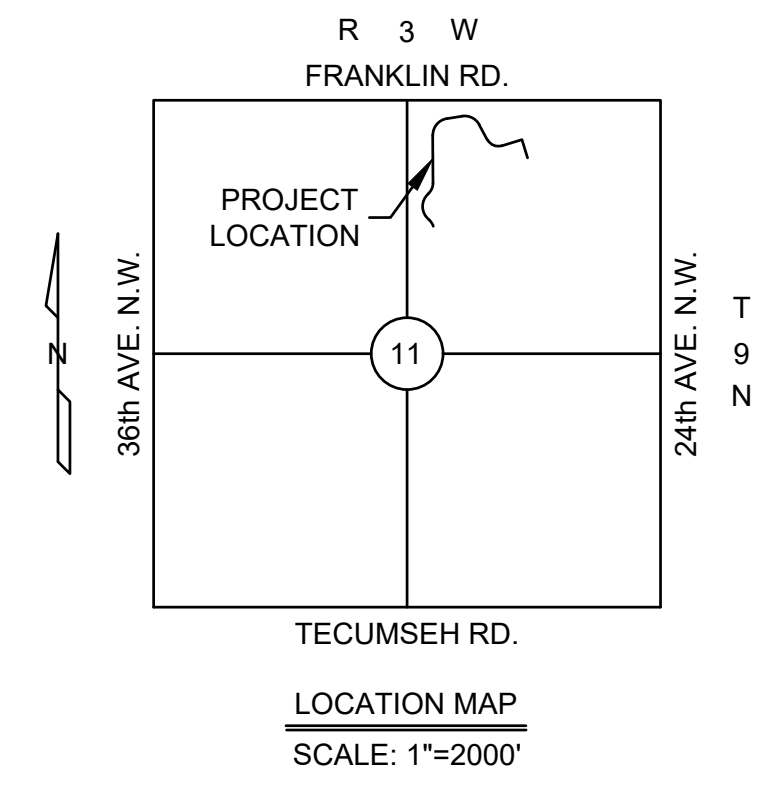 R 3 W
FRANKLIN RD.
PROJECT
LOCATION
N
36th AVE. N.W.
11
24th AVE. N.W.
T
9
N
TECUMSEH RD.
LOCATION MAP
SCALE: 1"=2000'